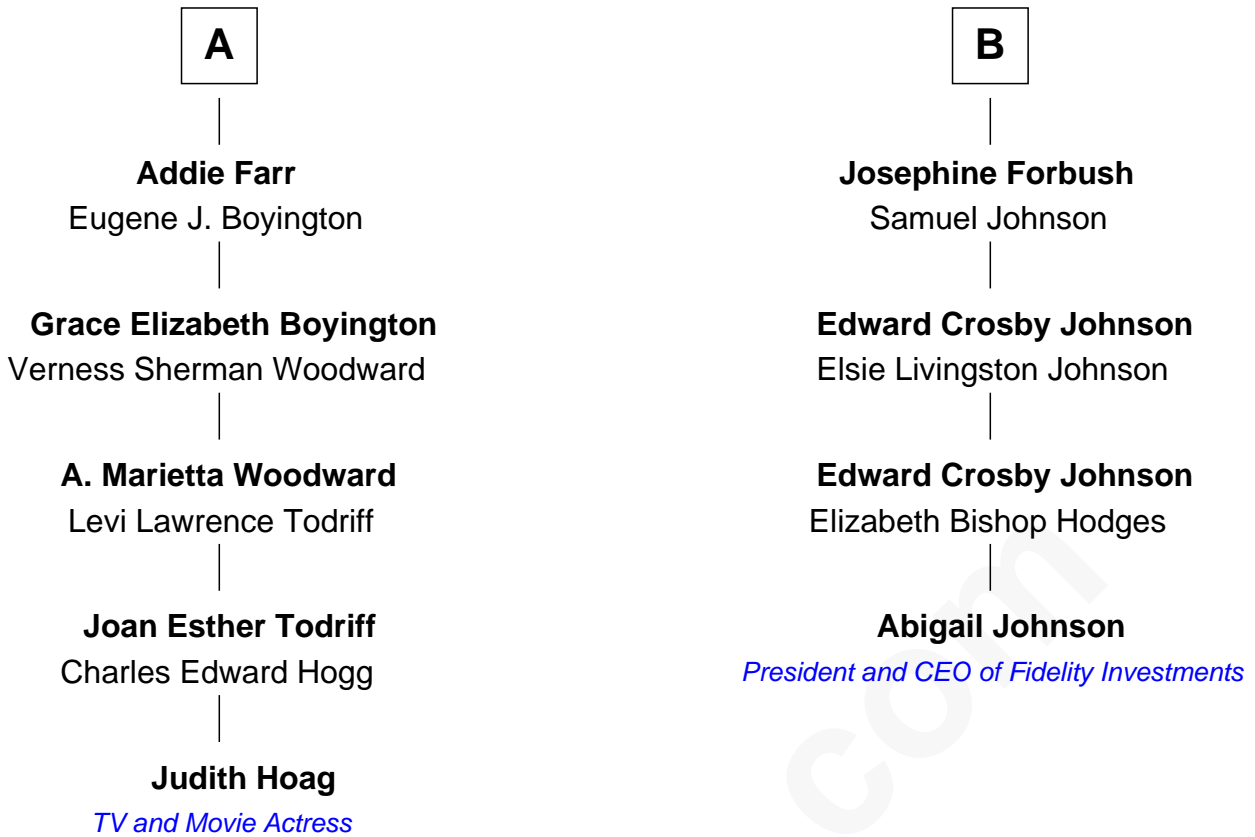 A
Addie Farr
Eugene J. Boyington
Grace Elizabeth Boyington
Verness Sherman Woodward
A. Marietta Woodward
Levi Lawrence Todriff
Joan Esther Todriff
Charles Edward Hogg
Judith Hoag
TV and Movie Actress
B
Josephine Forbush
Samuel Johnson
Edward Crosby Johnson
Elsie Livingston Johnson
Edward Crosby Johnson
Elizabeth Bishop Hodges
Abigail Johnson
President and CEO of Fidelity Investments
com